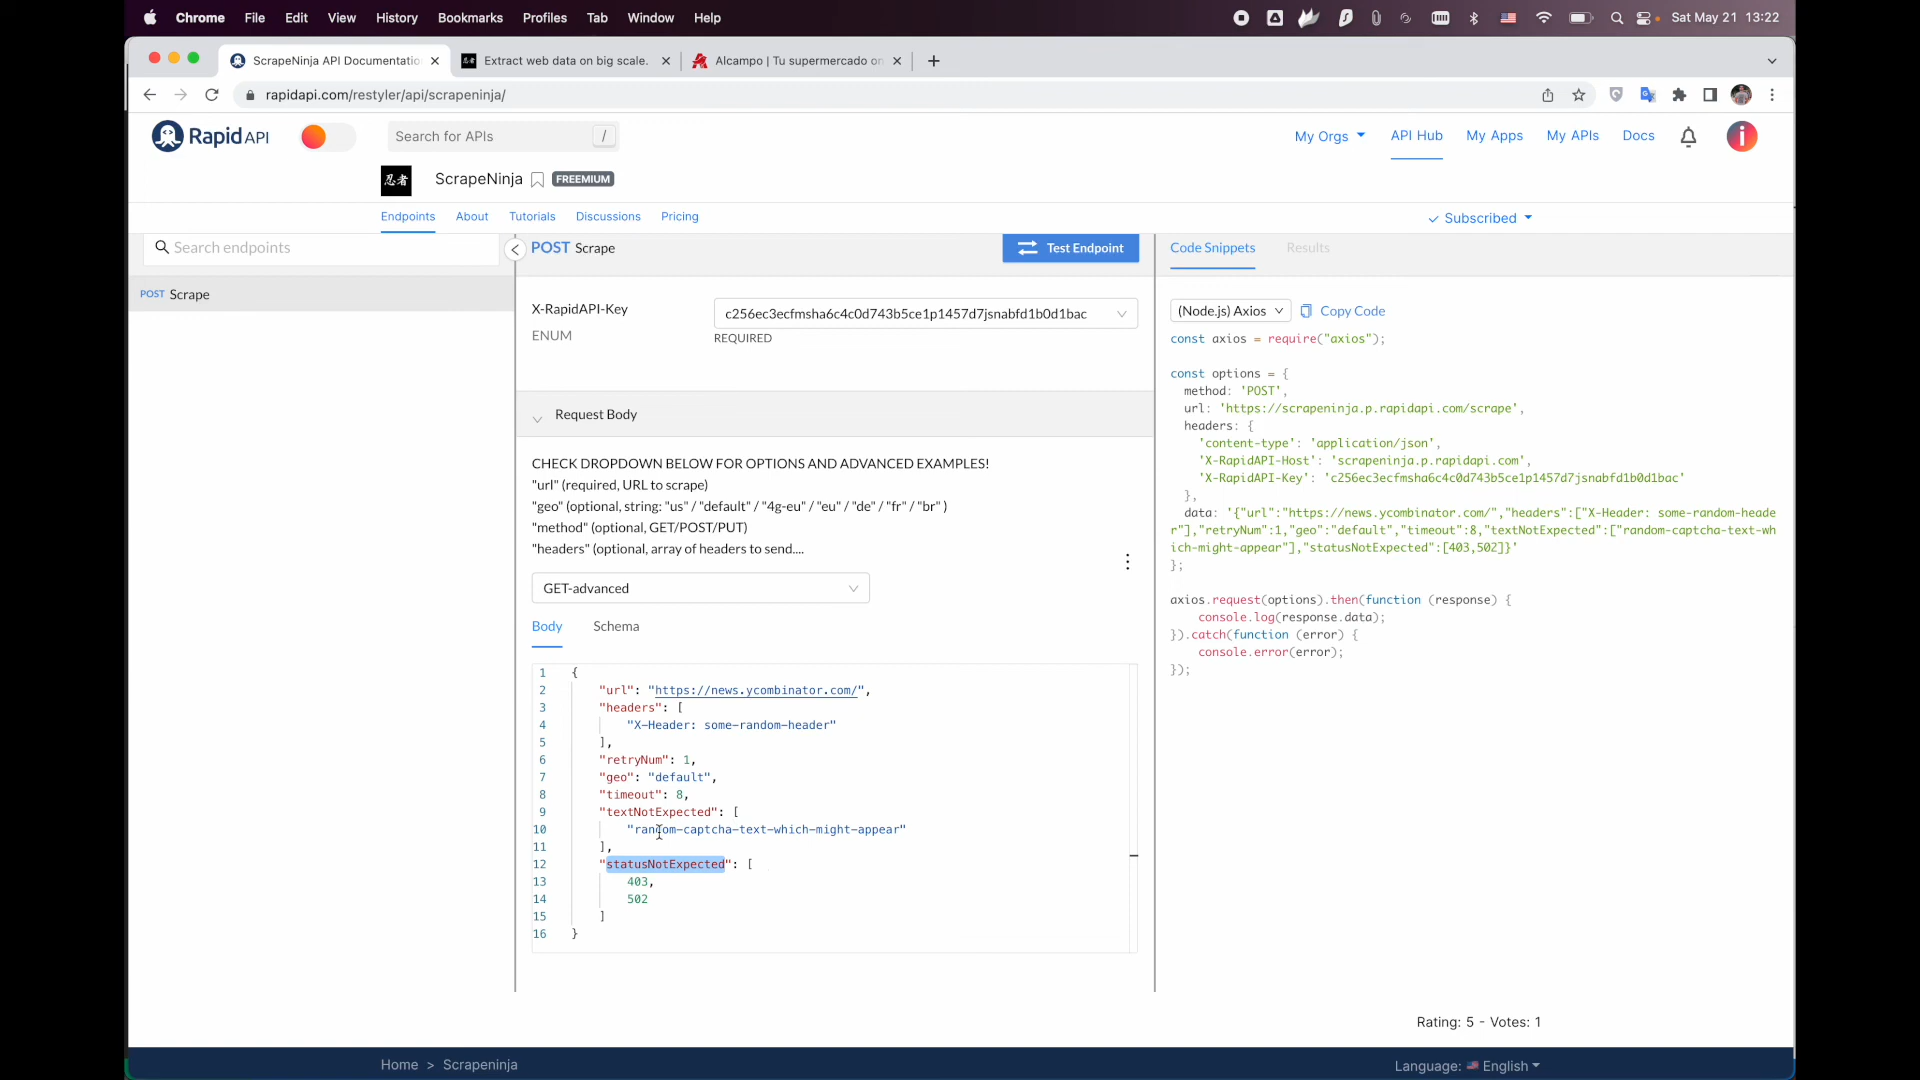 Chrome File Edit View History Bookmarks Profiles Tab Window Help
Sat May 21 13:22
ScrapeNinja API Documentatio
Extract web data on big scale.
Alcampo | Tu supermercado on
rapidapi.com/restyler/api/scrapeninja/
Rapid API
Search for APIs /
My Orgs API Hub My Apps My APIs Docs
i
忍者
ScrapeNinja FREEMIUM
Endpoints About Tutorials Discussions Pricing
Subscribed
Search endpoints
POST Scrape
POST Scrape
Test Endpoint
X-RapidAPI-Key
ENUM
c256ec3ecfmsha6c4c0d743b5ce1p1457d7jsnabfd1b0d1bac
REQUIRED
Request Body
CHECK DROPDOWN BELOW FOR OPTIONS AND ADVANCED EXAMPLES!
"url" (required, URL to scrape)
"geo" (optional, string: "us" / "default" / "4g-eu" / "eu" / "de" / "fr" / "br" )
"method" (optional, GET/POST/PUT)
"headers" (optional, array of headers to send....
GET-advanced
Body Schema
1 {
2 "url": "https://news.ycombinator.com/",
3 "headers": [
4 "X-Header: some-random-header"
5 ],
6 "retryNum": 1,
7 "geo": "default",
8 "timeout": 8,
9 "textNotExpected": [
10 "random-captcha-text-which-might-appear"
11 ],
12 "statusNotExpected": [
13 403,
14 502
15 ]
16 }
Code Snippets Results
(Node.js) Axios Copy Code
const axios = require("axios");
const options = {
method: 'POST',
url: 'https://scrapeninja.p.rapidapi.com/scrape',
headers: {
'content-type': 'application/json',
'X-RapidAPI-Host': 'scrapeninja.p.rapidapi.com',
'X-RapidAPI-Key': 'c256ec3ecfmsha6c4c0d743b5ce1p1457d7jsnabfd1b0d1bac'
},
data: '{"url":"https://news.ycombinator.com/","headers":["X-Header: some-random-heade
r"],"retryNum":1,"geo":"default","timeout":8,"textNotExpected":["random-captcha-text-wh
ich-might-appear"],"statusNotExpected":[403,502]}'
};
axios.request(options).then(function (response) {
console.log(response.data);
}).catch(function (error) {
console.error(error);
});
Rating: 5 - Votes: 1
Home > Scrapeninja
Language: English